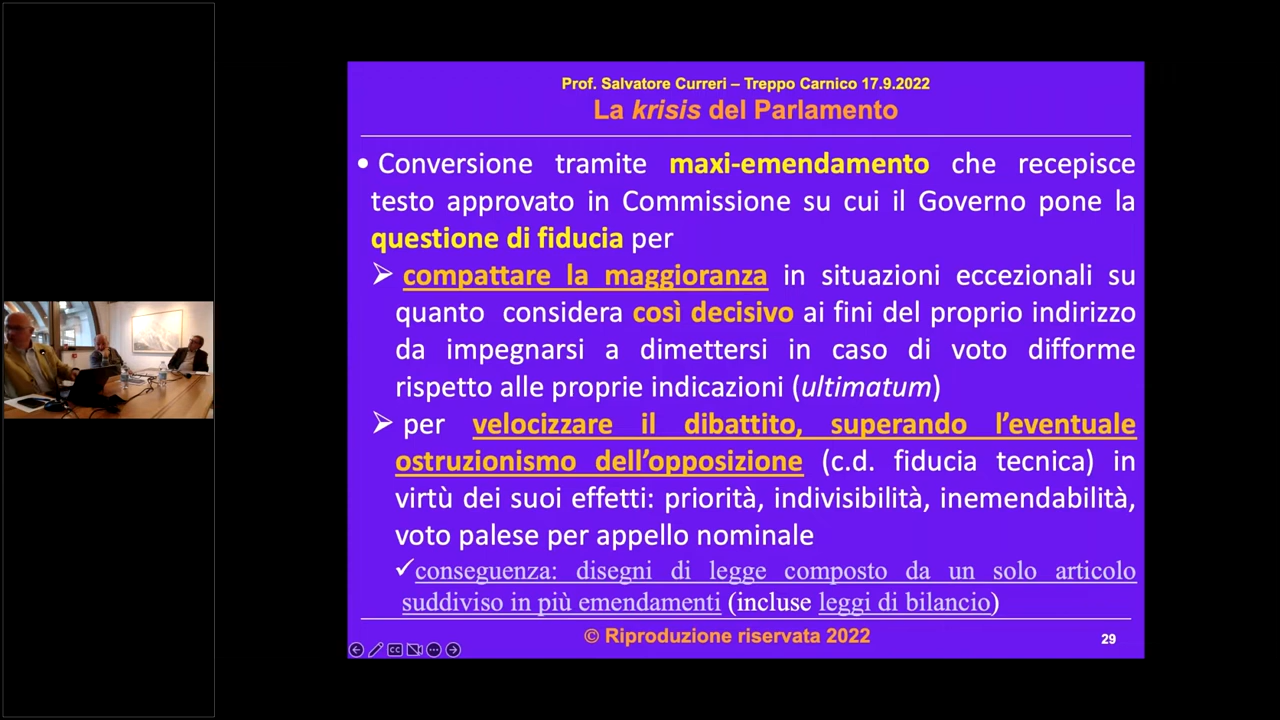 Prof. Salvatore Curreri – Treppo Carnico 17.9.2022
La krisis del Parlamento
• Conversione tramite maxi-emendamento che recepisce
testo approvato in Commissione su cui il Governo pone la
questione di fiducia per
➢ compattare la maggioranza in situazioni eccezionali su
quanto considera così decisivo ai fini del proprio indirizzo
da impegnarsi a dimettersi in caso di voto difforme
rispetto alle proprie indicazioni (ultimatum)
➢ per velocizzare il dibattito, superando l’eventuale
ostruzionismo dell’opposizione (c.d. fiducia tecnica) in
virtù dei suoi effetti: priorità, indivisibilità, inemendabilità,
voto palese per appello nominale
✓conseguenza: disegni di legge composto da un solo articolo
suddiviso in più emendamenti (incluse leggi di bilancio)
© Riproduzione riservata 2022
29
CC